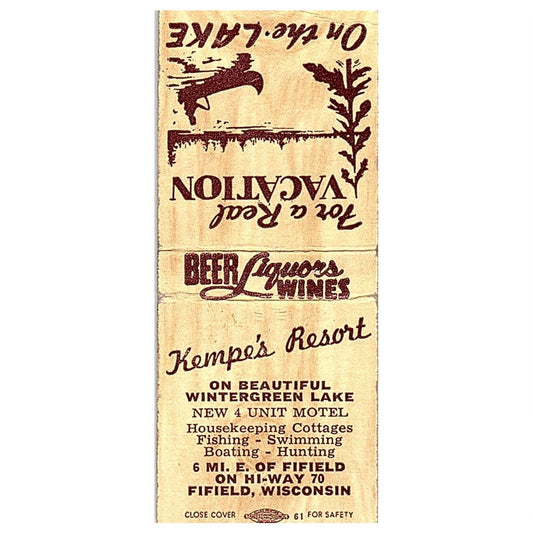 On the LAKE
For a Real
VACATION
BEER Liquors
WINES
Kempe's Resort
ON BEAUTIFUL
WINTERGREEN LAKE
NEW 4 UNIT MOTEL
Housekeeping Cottages
Fishing - Swimming
Boating - Hunting
6 MI. E. OF FIFIELD
ON HI-WAY 70
FIFIELD, WISCONSIN
CLOSE COVER 61 FOR SAFETY